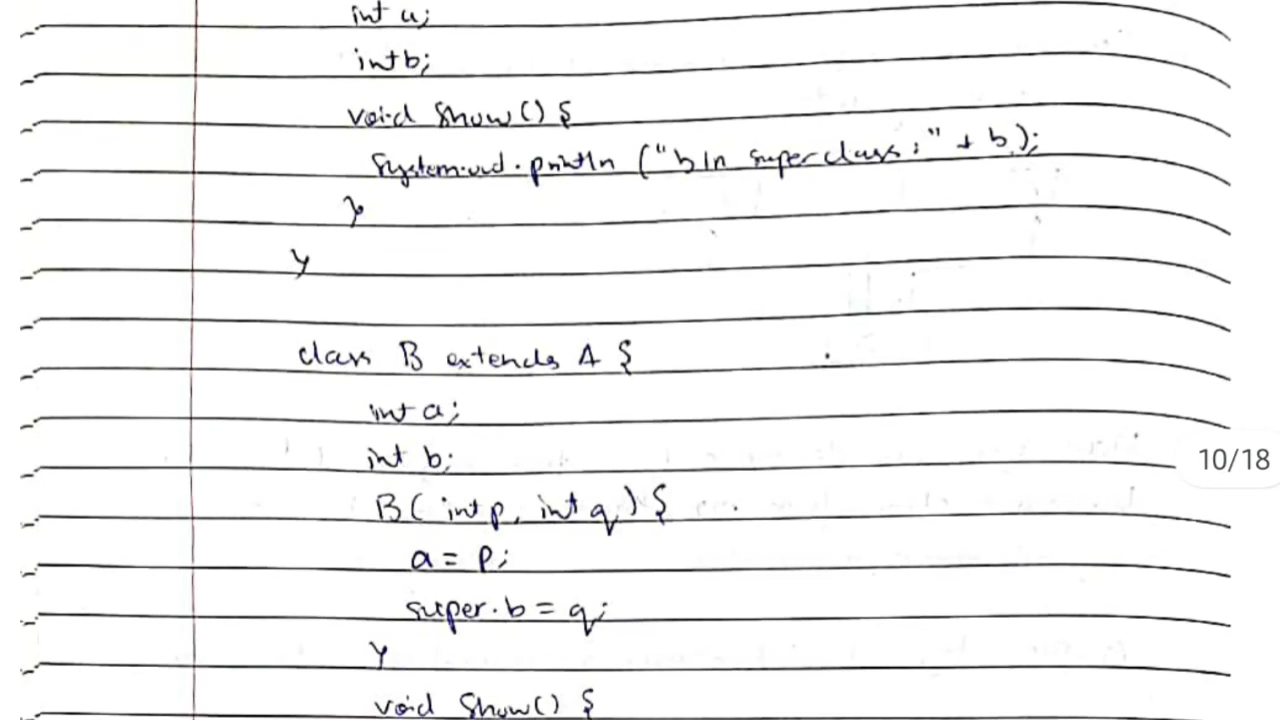 int a;
int b;
void show() {
System.out.println ("b in superclass:" + b);
}
}
class B extends A {
int a;
int b;
B( int p, int q) {
a = p;
super.b = q;
}
void show() {
10/18